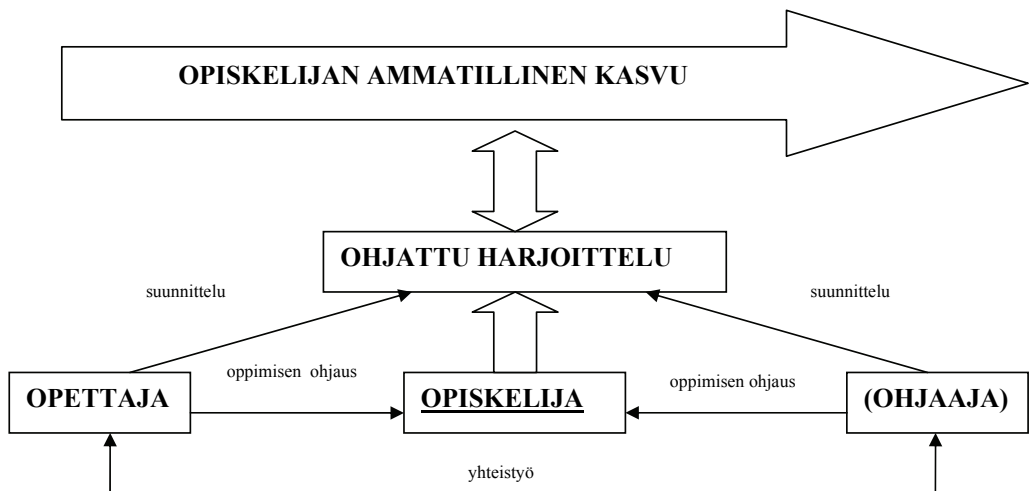 OPISKELIJAN AMMATILLINEN KASVU
OHJATTU HARJOITTELU
suunnittelu
suunnittelu
oppimisen ohjaus
oppimisen ohjaus
OPETTAJA
OPISKELIJA
(OHJAAJA)
yhteistyö